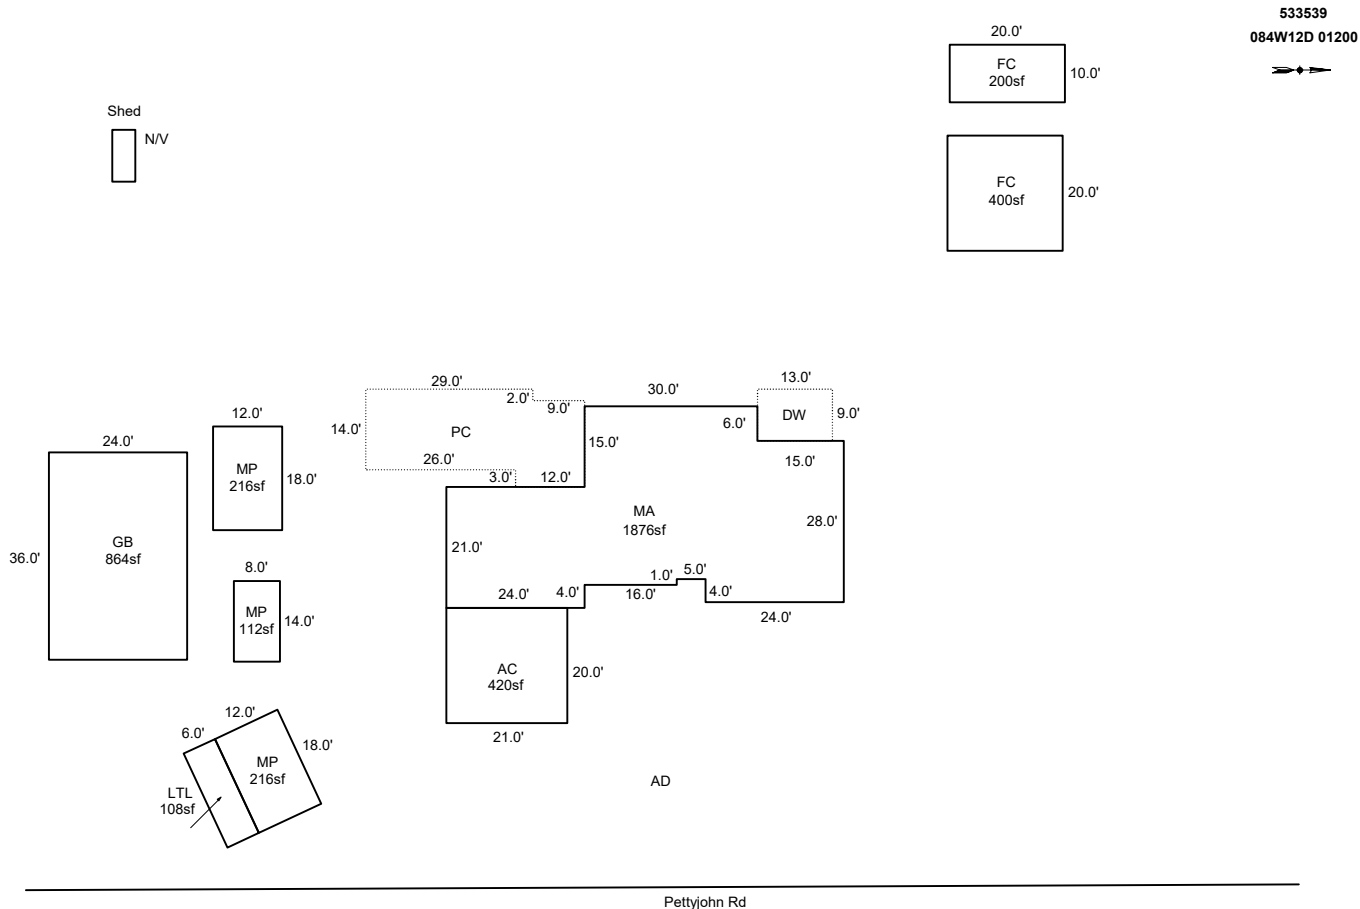 533539
084W12D 01200
20.0'
FC
200sf
10.0'
Shed
N/V
FC
400sf
20.0'
29.0'
2.0'
9.0'
14.0'
PC
26.0'
3.0'
12.0'
30.0'
15.0'
6.0'
13.0'
DW
9.0'
15.0'
28.0'
MA
1876sf
21.0'
24.0'
4.0'
16.0'
1.0'
5.0'
4.0'
24.0'
AC
420sf
20.0'
21.0'
24.0'
GB
864sf
36.0'
12.0'
MP
216sf
18.0'
8.0'
MP
112sf
14.0'
12.0'
6.0'
MP
216sf
18.0'
LTL
108sf
AD
Pettyjohn Rd